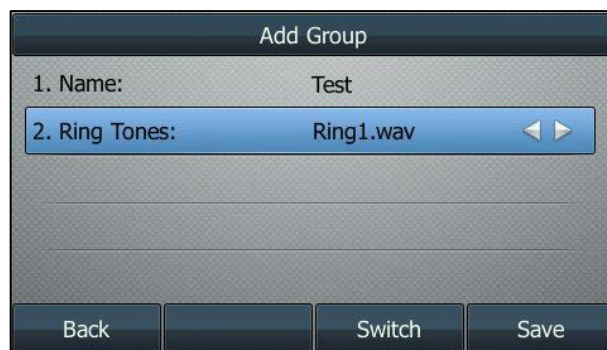 Add Group
1. Name: Test
2. Ring Tones: Ring1.wav
Back Switch Save